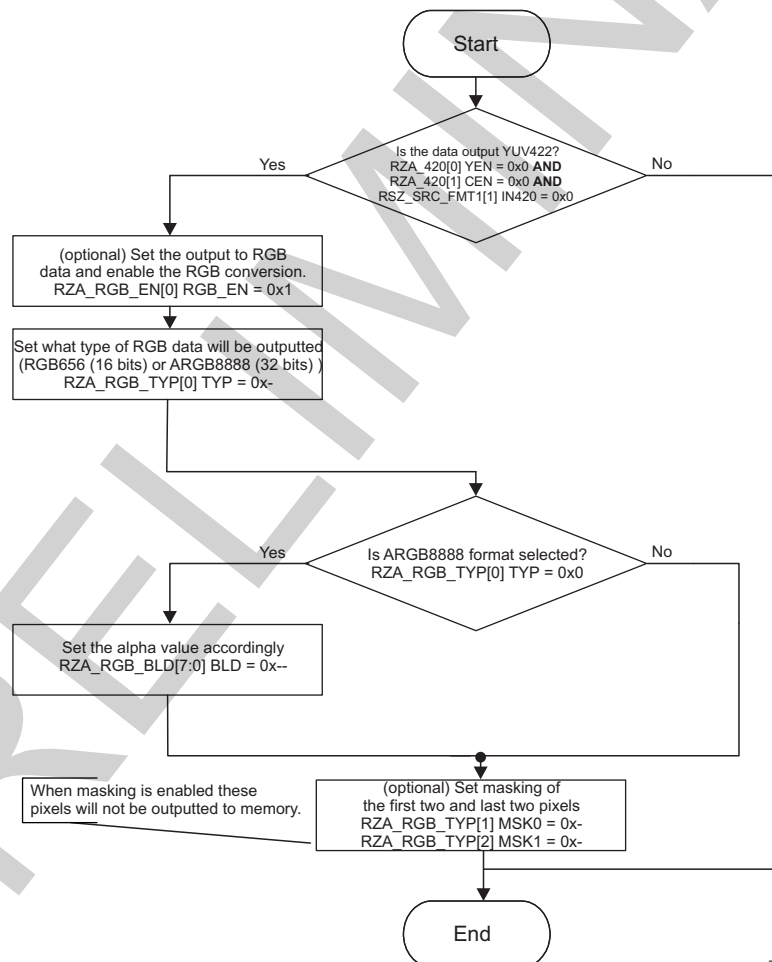 Start
Is the data output YUV422?
RZA_420[0] YEN = 0x0 AND
RZA_420[1] CEN = 0x0 AND
RSZ_SRC_FMT1[1] IN420 = 0x0
Yes
No
(optional) Set the output to RGB
data and enable the RGB conversion.
RZA_RGB_EN[0] RGB_EN = 0x1
Set what type of RGB data will be outputted
(RGB656 (16 bits) or ARGB8888 (32 bits) )
RZA_RGB_TYP[0] TYP = 0x-
Is ARGB8888 format selected?
RZA_RGB_TYP[0] TYP = 0x0
Yes
No
Set the alpha value accordingly
RZA_RGB_BLD[7:0] BLD = 0x--
When masking is enabled these
pixels will not be outputted to memory.
(optional) Set masking of
the first two and last two pixels
RZA_RGB_TYP[1] MSK0 = 0x-
RZA_RGB_TYP[2] MSK1 = 0x-
End
RELIMINA